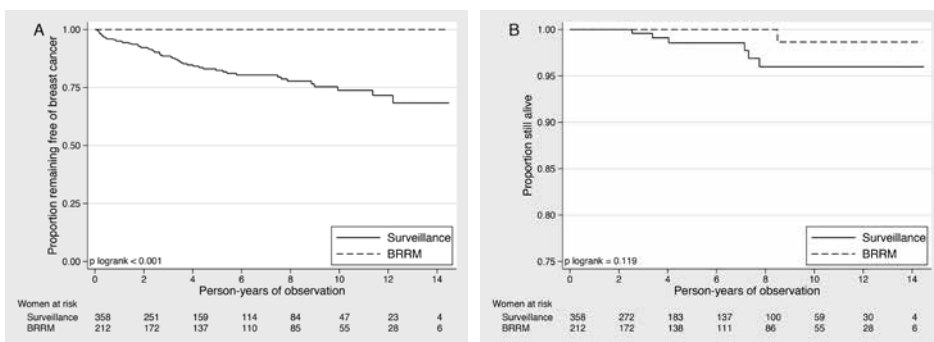 A
Proportion remaining free of breast cancer
1.00
0.75
0.50
0.25
0.00
p logrank < 0.001
Surveillance
BRRM
0 2 4 6 8 10 12 14
Person-years of observation
Women at risk
Surveillance 358 251 159 114 84 47 23 4
BRRM 212 172 137 110 85 55 28 6
B
Proportion still alive
1.00
0.95
0.90
0.85
0.80
0.75
p logrank = 0.119
Surveillance
BRRM
0 2 4 6 8 10 12 14
Person-years of observation
Women at risk
Surveillance 358 272 183 137 100 59 30 4
BRRM 212 172 138 111 86 55 28 6